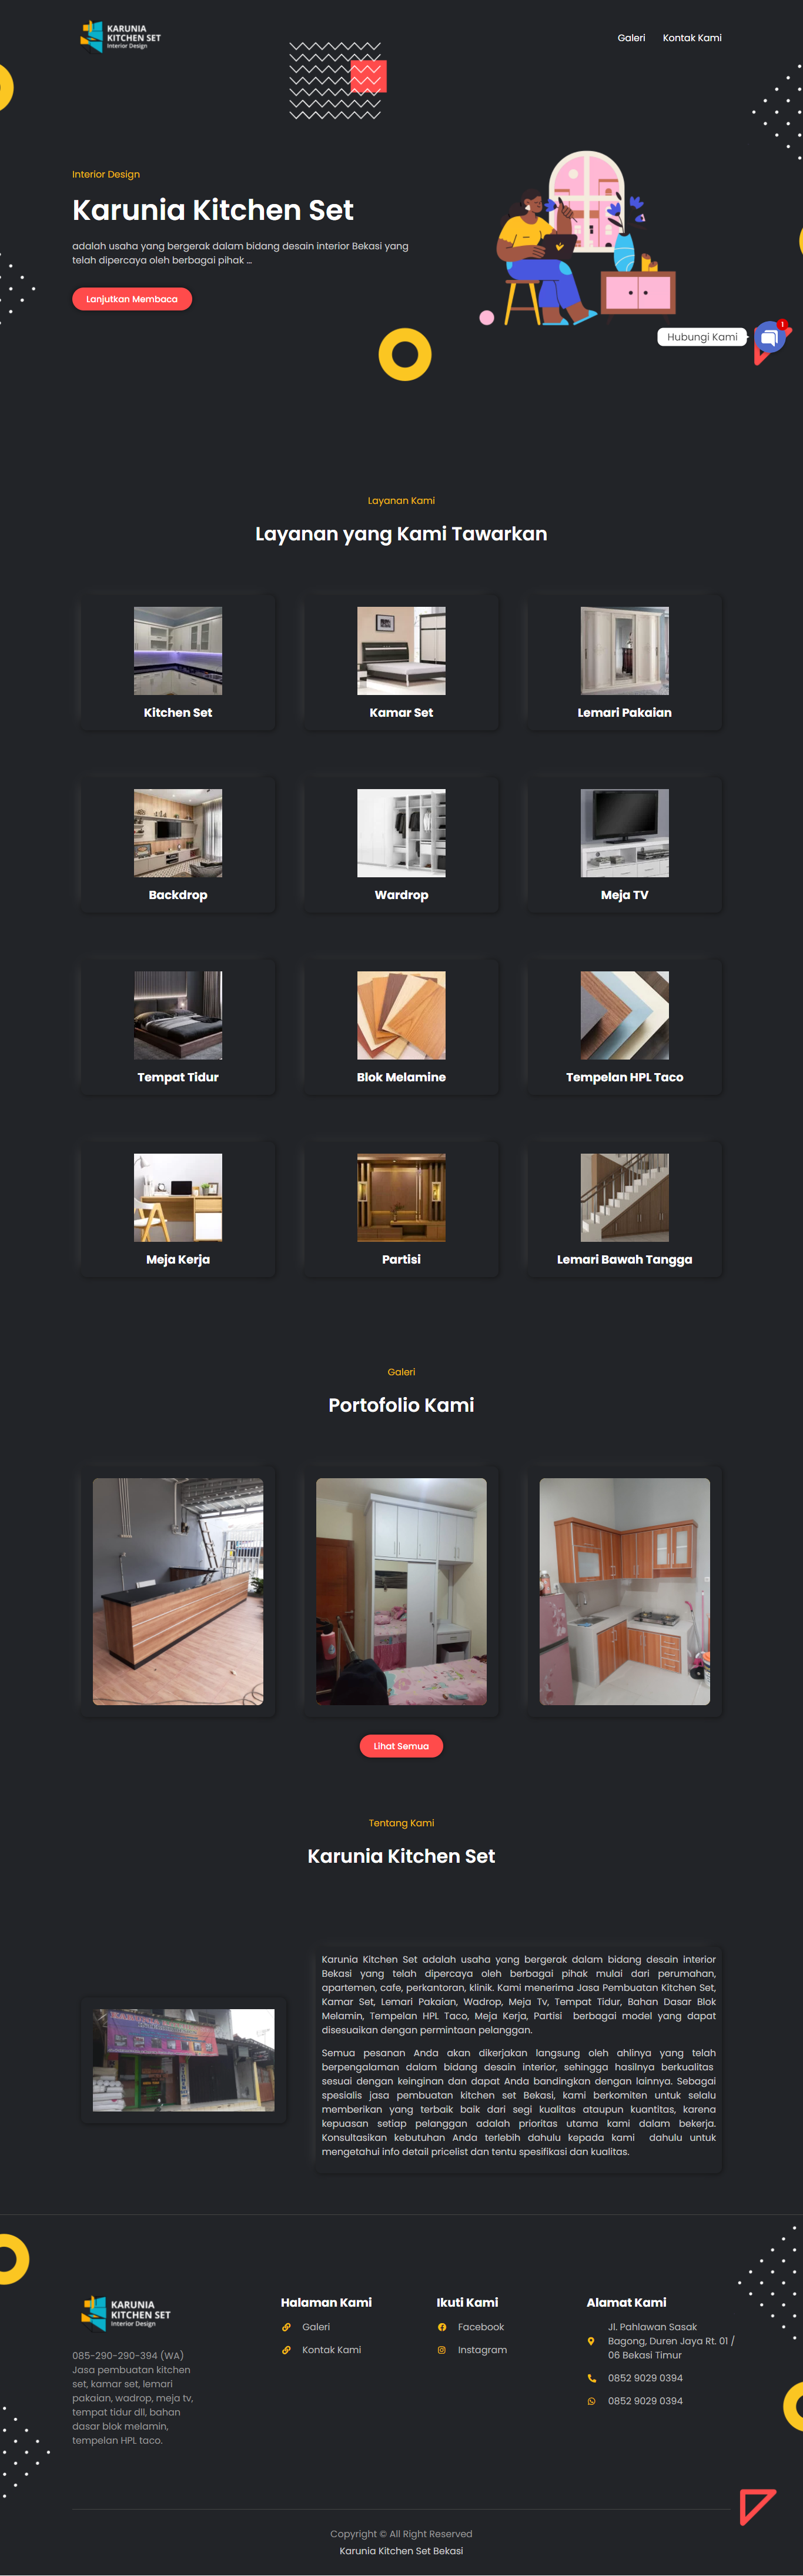 KARUNIA
KITCHEN SET
Interior Design
Galeri
Kontak Kami
Interior Design
Karunia Kitchen Set
adalah usaha yang bergerak dalam bidang desain interior Bekasi yang
telah dipercaya oleh berbagai pihak ...
Lanjutkan Membaca
Hubungi Kami
1
Layanan Kami
Layanan yang Kami Tawarkan
Kitchen Set
Kamar Set
Lemari Pakaian
Backdrop
Wardrop
Meja TV
Tempat Tidur
Blok Melamine
Tempelan HPL Taco
Meja Kerja
Partisi
Lemari Bawah Tangga
Galeri
Portofolio Kami
Lihat Semua
Tentang Kami
Karunia Kitchen Set
Karunia Kitchen Set adalah usaha yang bergerak dalam bidang desain interior
Bekasi yang telah dipercaya oleh berbagai pihak mulai dari perumahan,
apartemen, cafe, perkantoran, klinik. Kami menerima Jasa Pembuatan Kitchen Set,
Kamar Set, Lemari Pakaian, Wadrop, Meja Tv, Tempat Tidur, Bahan Dasar Blok
Melamin, Tempelan HPL Taco, Meja Kerja, Partisi berbagai model yang dapat
disesuaikan dengan permintaan pelanggan.
Semua pesanan Anda akan dikerjakan langsung oleh ahlinya yang telah
berpengalaman dalam bidang desain interior, sehingga hasilnya berkualitas
sesuai dengan keinginan dan dapat Anda bandingkan dengan lainnya. Sebagai
spesialis jasa pembuatan kitchen set Bekasi, kami berkomiten untuk selalu
memberikan yang terbaik baik dari segi kualitas ataupun kuantitas, karena
kepuasan setiap pelanggan adalah prioritas utama kami dalam bekerja.
Konsultasikan kebutuhan Anda terlebih dahulu kepada kami dahulu untuk
mengetahui info detail pricelist dan tentu spesifikasi dan kualitas.
KARUNIA
KITCHEN SET
Interior Design
085-290-290-394 (WA)
Jasa pembuatan kitchen
set, kamar set, lemari
pakaian, wadrop, meja tv,
tempat tidur dll, bahan
dasar blok melamin,
tempelan HPL taco.
Halaman Kami
Galeri
Kontak Kami
Ikuti Kami
Facebook
Instagram
Alamat Kami
Jl. Pahlawan Sasak
Bagong, Duren Jaya Rt. 01 /
06 Bekasi Timur
0852 9029 0394
0852 9029 0394
Copyright © All Right Reserved
Karunia Kitchen Set Bekasi